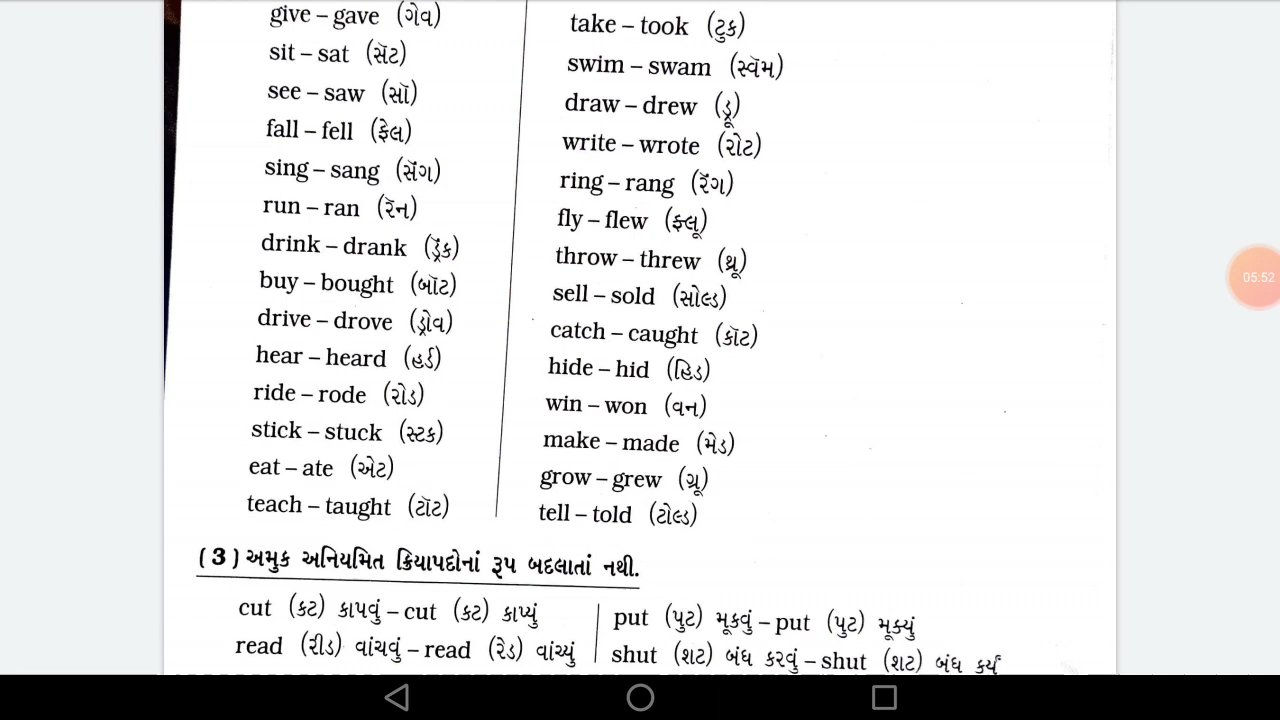 give – gave (ગેવ)
sit – sat (સૅટ)
see – saw (સૉ)
fall – fell (ફેલ)
sing – sang (સૅંગ)
run – ran (રૅન)
drink – drank (ડ્રૅંક)
buy – bought (બૉટ)
drive – drove (ડ્રોવ)
hear – heard (હર્ડ)
ride – rode (રોડ)
stick – stuck (સ્ટક)
eat – ate (એટ)
teach – taught (ટૉટ)
take – took (ટુક)
swim – swam (સ્વૅમ)
draw – drew (ડ્રૂ)
write – wrote (રોટ)
ring – rang (રૅંગ)
fly – flew (ફ્લૂ)
throw – threw (થ્રૂ)
sell – sold (સોલ્ડ)
catch – caught (કૉટ)
hide – hid (હિડ)
win – won (વન)
make – made (મેડ)
grow – grew (ગ્રૂ)
tell – told (ટોલ્ડ)
(3) અમુક અનિયમિત ક્રિયાપદોનાં રૂપ બદલાતાં નથી.
cut (કટ) કાપવું – cut (કટ) કાપ્યું
read (રીડ) વાંચવું – read (રેડ) વાંચ્યું
put (પુટ) મૂકવું – put (પુટ) મૂક્યું
shut (શટ) બંધ કરવું – shut (શટ) બંધ કર્યું
05:52